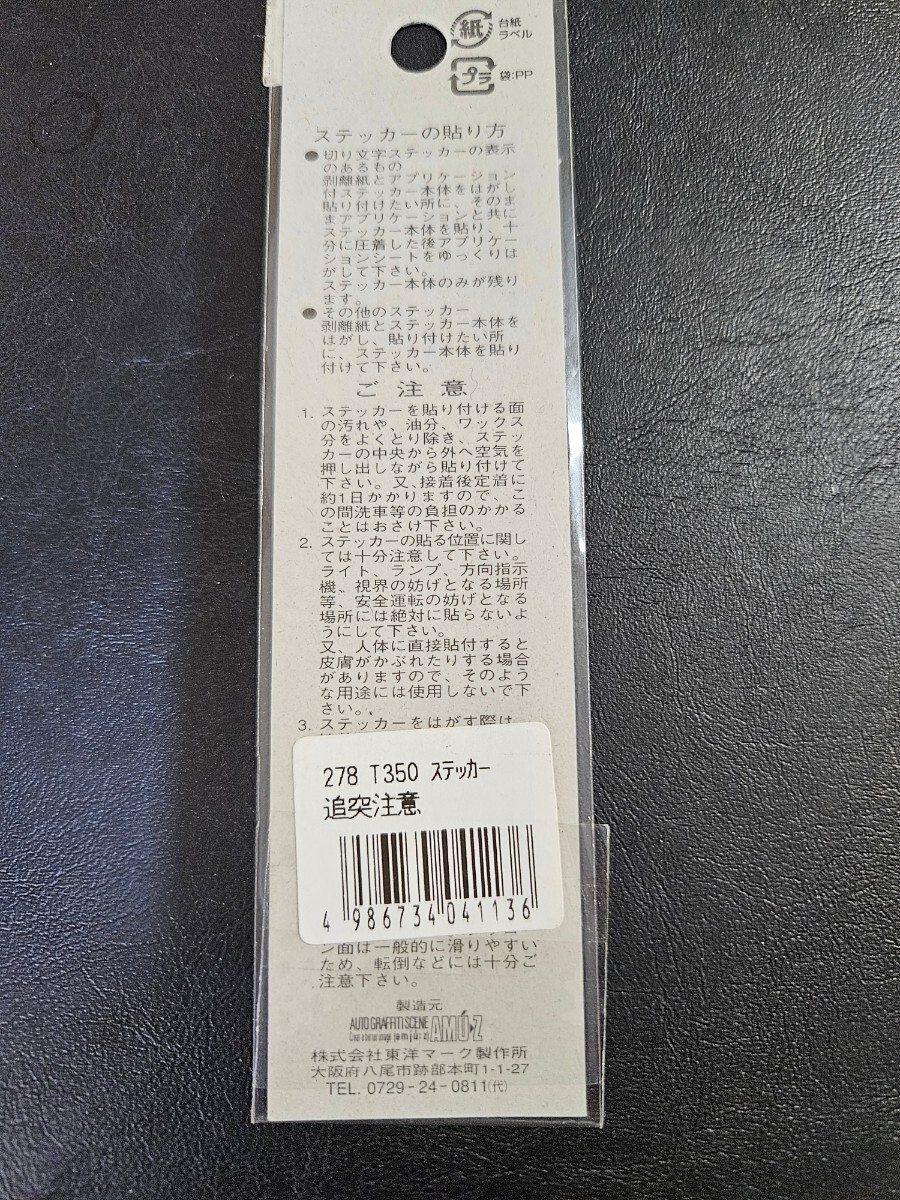 紙
台紙
ラベル
プラ
袋:PP
ステッカーの貼り方
●切り文字ステッカーの表示
のあるもの
剥離紙とアプリケーション
付ステッカー本体をはがし
貼り付けたい所に、そのま
まアプリケーションと共に
ステッカー本体を貼り、十
分に圧着した後アプリケー
ションシートをゆっくりは
がして下さい。
ステッカー本体のみが残り
ます。
●その他のステッカー
剥離紙とステッカー本体を
はがし、貼り付けたい所
に、ステッカー本体を貼り
付けて下さい。
ご注意
1. ステッカーを貼り付ける面
の汚れや、油分、ワックス
分をよくとり除き、ステッ
カーの中央から外へ空気を
押し出しながら貼り付けて
下さい。又、接着後定着に
約1日かかりますので、こ
の間洗車等の負担のかかる
ことはおさけ下さい。
2. ステッカーの貼る位置に関し
ては十分注意して下さい。
ライト、ランプ、方向指示
機、視界の妨げとなる場所
等、安全運転の妨げとなる
場所には絶対に貼らないよ
うにして下さい。
又、人体に直接貼付すると
皮膚がかぶれたりする場合
がありますので、そのよう
な用途には使用しないで下
さい。
3. ステッカーをはがす際は
278 T350 ステッカー
追突注意
4 986734 041136
ン面は一般的に滑りやすい
ため、転倒などには十分ご
注意下さい。
製造元
AUTO GRAFFITI SCENE
[amju:z] AMÚ・Z
株式会社東洋マーク製作所
大阪府八尾市跡部本町1-1-27
TEL. 0729-24-0811(代)